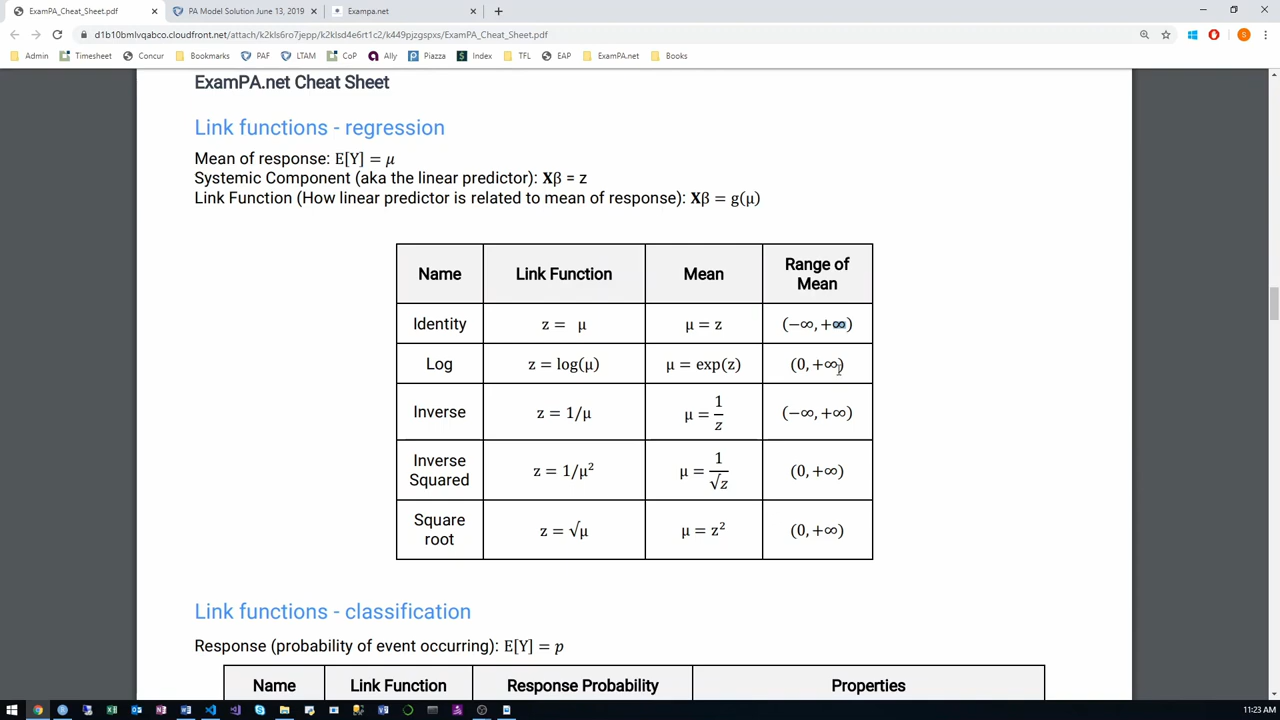 ExamPA_Cheat_Sheet.pdf
PA Model Solution June 13, 2019
Exampa.net
d1b10bmlvqabco.cloudfront.net/attach/k2kls6ro7jepp/k2klsd4e6rt1c2/k449pjzgspxs/ExamPA_Cheat_Sheet.pdf
Admin Timesheet Concur Bookmarks PAF LTAM CoP Ally Piazza Index TFL EAP ExamPA.net Books
ExamPA.net Cheat Sheet
Link functions - regression
Mean of response: E[Y] = μ
Systemic Component (aka the linear predictor): Xβ = z
Link Function (How linear predictor is related to mean of response): Xβ = g(μ)
Name Link Function Mean Range of Mean
Identity z = μ μ = z (−∞, +∞)
Log z = log(μ) μ = exp(z) (0, +∞)
Inverse z = 1/μ μ = 1/z (−∞, +∞)
Inverse Squared z = 1/μ² μ = 1/√z (0, +∞)
Square root z = √μ μ = z² (0, +∞)
Link functions - classification
Response (probability of event occurring): E[Y] = p
Name Link Function Response Probability Properties
11:23 AM